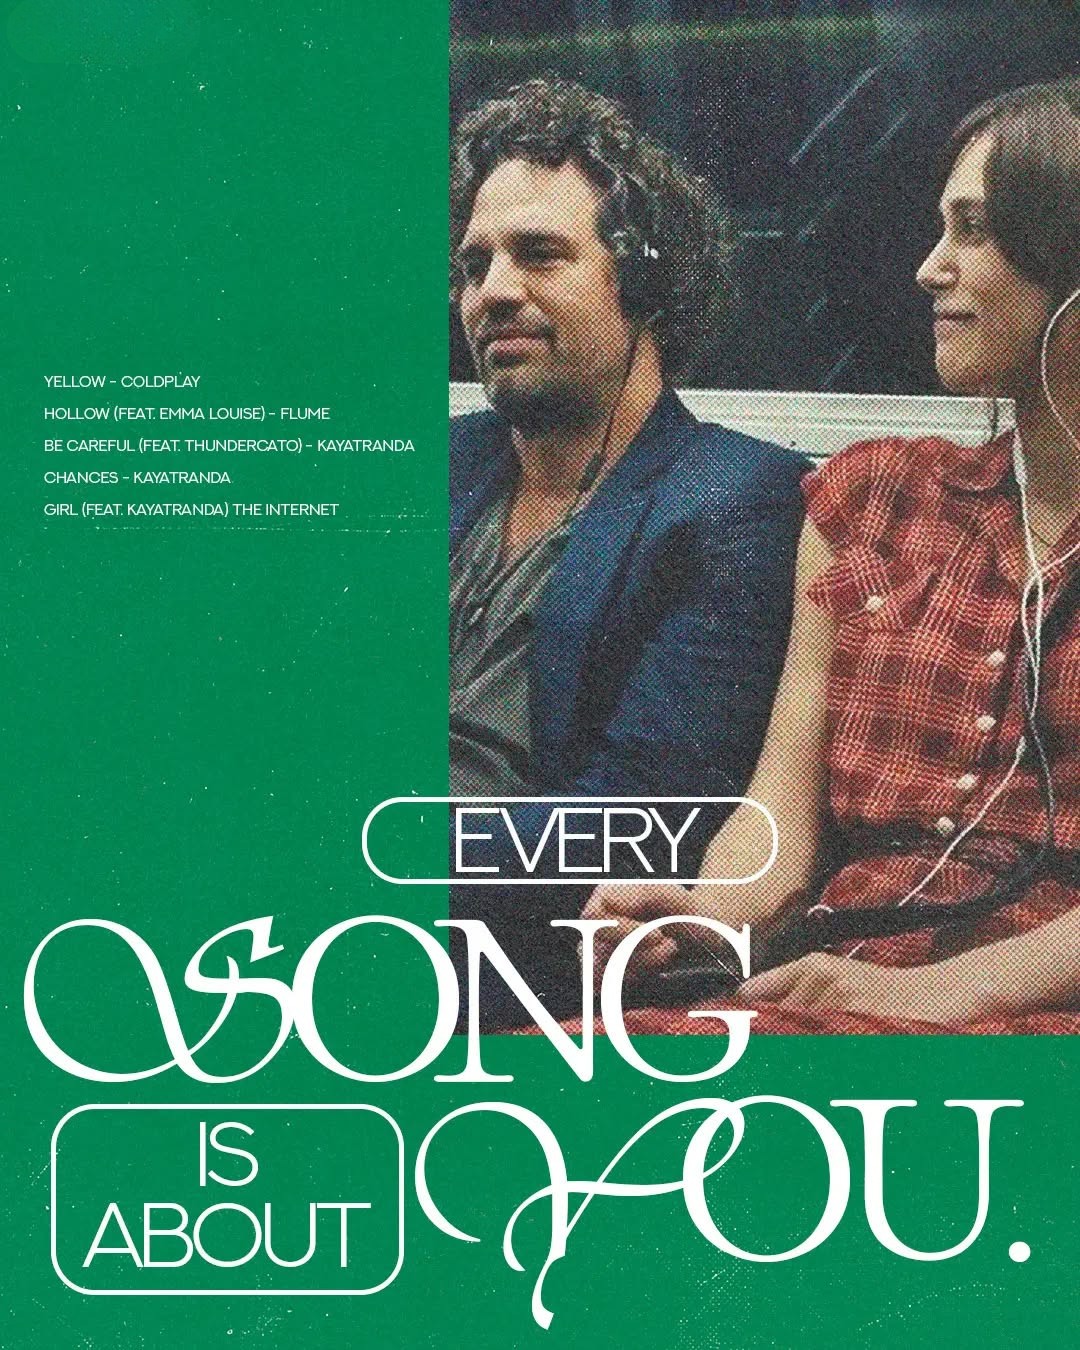 YELLOW - COLDPLAY
HOLLOW (FEAT. EMMA LOUISE) - FLUME
BE CAREFUL (FEAT. THUNDERCATO) - KAYATRANDA
CHANCES - KAYATRANDA
GIRL (FEAT. KAYATRANDA) THE INTERNET
EVERY
SONG
IS
ABOUT
YOU.